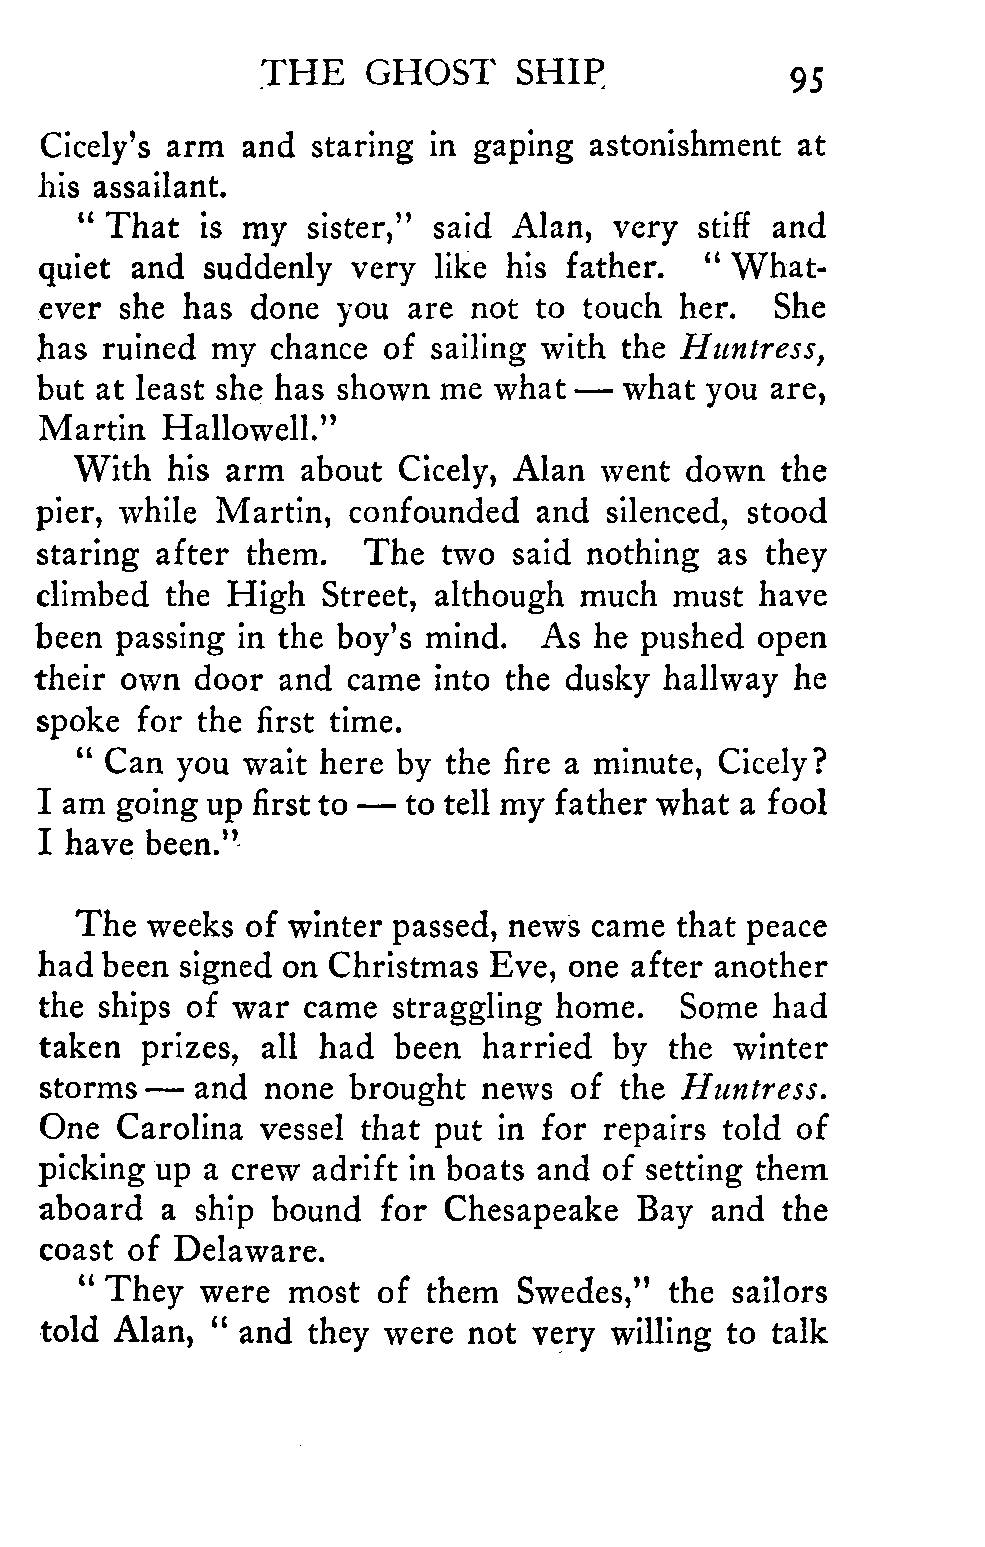 THE GHOST SHIP 95
Cicely's arm and staring in gaping astonishment at
his assailant.
" That is my sister," said Alan, very stiff and
quiet and suddenly very like his father. " What-
ever she has done you are not to touch her. She
has ruined my chance of sailing with the Huntress,
but at least she has shown me what — what you are,
Martin Hallowell."
With his arm about Cicely, Alan went down the
pier, while Martin, confounded and silenced, stood
staring after them. The two said nothing as they
climbed the High Street, although much must have
been passing in the boy's mind. As he pushed open
their own door and came into the dusky hallway he
spoke for the first time.
" Can you wait here by the fire a minute, Cicely?
I am going up first to — to tell my father what a fool
I have been."
The weeks of winter passed, news came that peace
had been signed on Christmas Eve, one after another
the ships of war came straggling home. Some had
taken prizes, all had been harried by the winter
storms — and none brought news of the Huntress.
One Carolina vessel that put in for repairs told of
picking up a crew adrift in boats and of setting them
aboard a ship bound for Chesapeake Bay and the
coast of Delaware.
" They were most of them Swedes," the sailors
told Alan, " and they were not very willing to talk